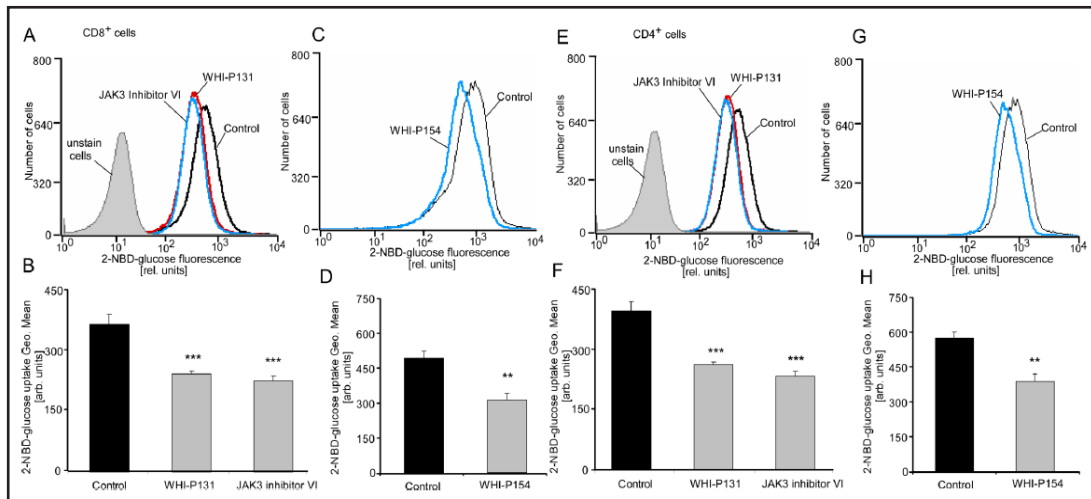 A
CD8+ cells
800
640
320
0
Number of cells
unstain
cells
JAK3 Inhibitor VI
WHI-P131
Control
10⁰
10¹
10²
10³
10⁴
2-NBD-glucose fluorescence
[rel. units]
C
800
640
320
0
Number of cells
WHI-P154
Control
10⁰
10¹
10²
10³
10⁴
2-NBD-glucose fluorescence
[rel. units]
E
CD4+ cells
800
640
320
0
Number of cells
unstain
cells
JAK3 Inhibitor VI
WHI-P131
Control
10⁰
10¹
10²
10³
10⁴
2-NBD-glucose fluorescence
[rel. units]
G
800
640
320
0
Number of cells
WHI-P154
Control
10⁰
10¹
10²
10³
10⁴
2-NBD-glucose fluorescence
[rel. units]
B
450
300
150
0
2-NBD-glucose uptake Geo. Mean
[arb. units]
***
***
Control
WHI-P131
JAK3 inhibitor VI
D
750
600
450
300
150
0
2-NBD-glucose uptake Geo. Mean
[arb. units]
**
Control
WHI-P154
F
450
300
150
0
2-NBD-glucose uptake Geo. Mean
[arb. units]
***
***
Control
WHI-P131
JAK3 inhibitor VI
H
750
600
450
300
150
0
2-NBD-glucose uptake Geo. Mean
[arb. units]
**
Control
WHI-P154